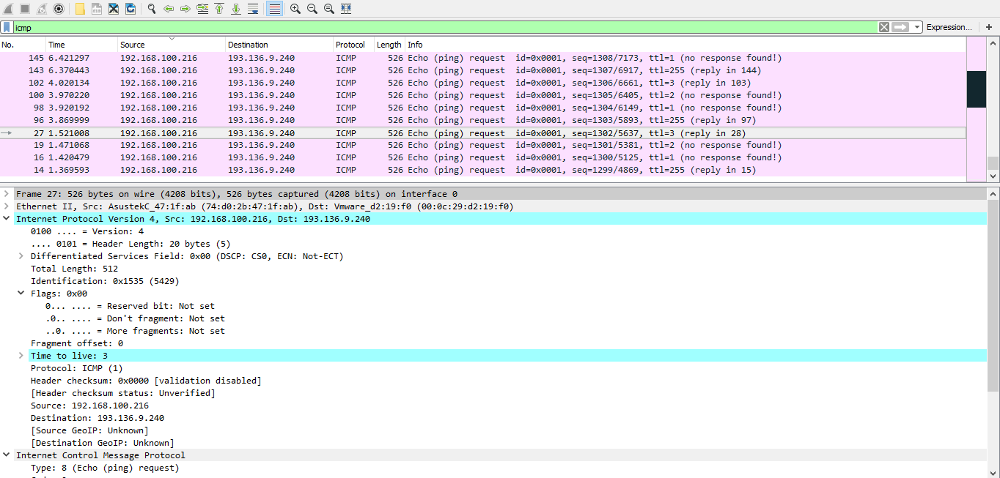 icmp Expression... +
No. Time Source Destination Protocol Length Info
145 6.421297 192.168.100.216 193.136.9.240 ICMP 526 Echo (ping) request id=0x0001, seq=1308/7173, ttl=1 (no response found!)
143 6.370443 192.168.100.216 193.136.9.240 ICMP 526 Echo (ping) request id=0x0001, seq=1307/6917, ttl=255 (reply in 144)
102 4.020134 192.168.100.216 193.136.9.240 ICMP 526 Echo (ping) request id=0x0001, seq=1306/6661, ttl=3 (reply in 103)
100 3.970220 192.168.100.216 193.136.9.240 ICMP 526 Echo (ping) request id=0x0001, seq=1305/6405, ttl=2 (no response found!)
98 3.920192 192.168.100.216 193.136.9.240 ICMP 526 Echo (ping) request id=0x0001, seq=1304/6149, ttl=1 (no response found!)
96 3.869999 192.168.100.216 193.136.9.240 ICMP 526 Echo (ping) request id=0x0001, seq=1303/5893, ttl=255 (reply in 97)
27 1.521008 192.168.100.216 193.136.9.240 ICMP 526 Echo (ping) request id=0x0001, seq=1302/5637, ttl=3 (reply in 28)
19 1.471068 192.168.100.216 193.136.9.240 ICMP 526 Echo (ping) request id=0x0001, seq=1301/5381, ttl=2 (no response found!)
16 1.420479 192.168.100.216 193.136.9.240 ICMP 526 Echo (ping) request id=0x0001, seq=1300/5125, ttl=1 (no response found!)
14 1.369593 192.168.100.216 193.136.9.240 ICMP 526 Echo (ping) request id=0x0001, seq=1299/4869, ttl=255 (reply in 15)
Frame 27: 526 bytes on wire (4208 bits), 526 bytes captured (4208 bits) on interface 0
Ethernet II, Src: AsustekC_47:1f:ab (74:d0:2b:47:1f:ab), Dst: Vmware_d2:19:f0 (00:0c:29:d2:19:f0)
Internet Protocol Version 4, Src: 192.168.100.216, Dst: 193.136.9.240
0100 .... = Version: 4
.... 0101 = Header Length: 20 bytes (5)
Differentiated Services Field: 0x00 (DSCP: CS0, ECN: Not-ECT)
Total Length: 512
Identification: 0x1535 (5429)
Flags: 0x00
0... .... = Reserved bit: Not set
.0.. .... = Don't fragment: Not set
..0. .... = More fragments: Not set
Fragment offset: 0
Time to live: 3
Protocol: ICMP (1)
Header checksum: 0x0000 [validation disabled]
[Header checksum status: Unverified]
Source: 192.168.100.216
Destination: 193.136.9.240
[Source GeoIP: Unknown]
[Destination GeoIP: Unknown]
Internet Control Message Protocol
Type: 8 (Echo (ping) request)